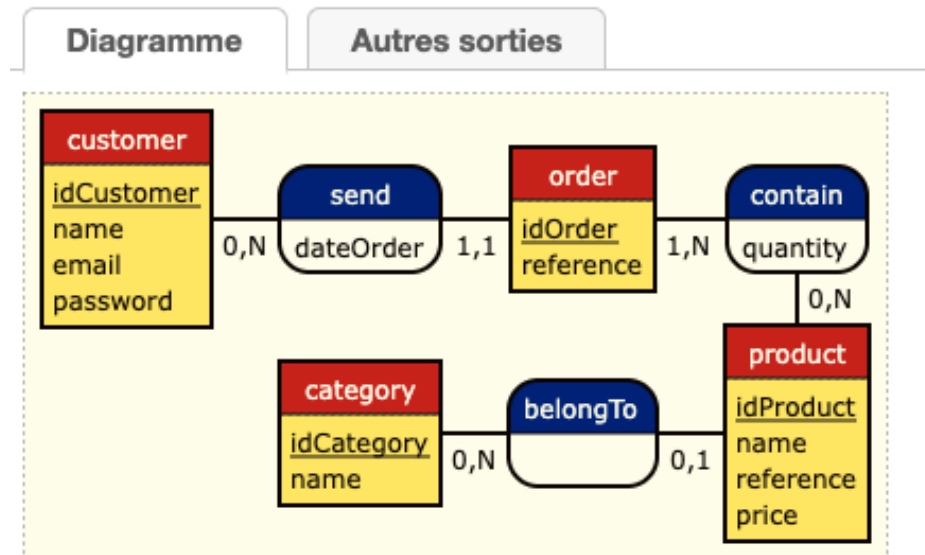 Diagramme
Autres sorties
customer
idCustomer
name
email
password
0,N
send
dateOrder
1,1
order
idOrder
reference
1,N
contain
quantity
0,N
category
idCategory
name
0,N
belongTo
0,1
product
idProduct
name
reference
price